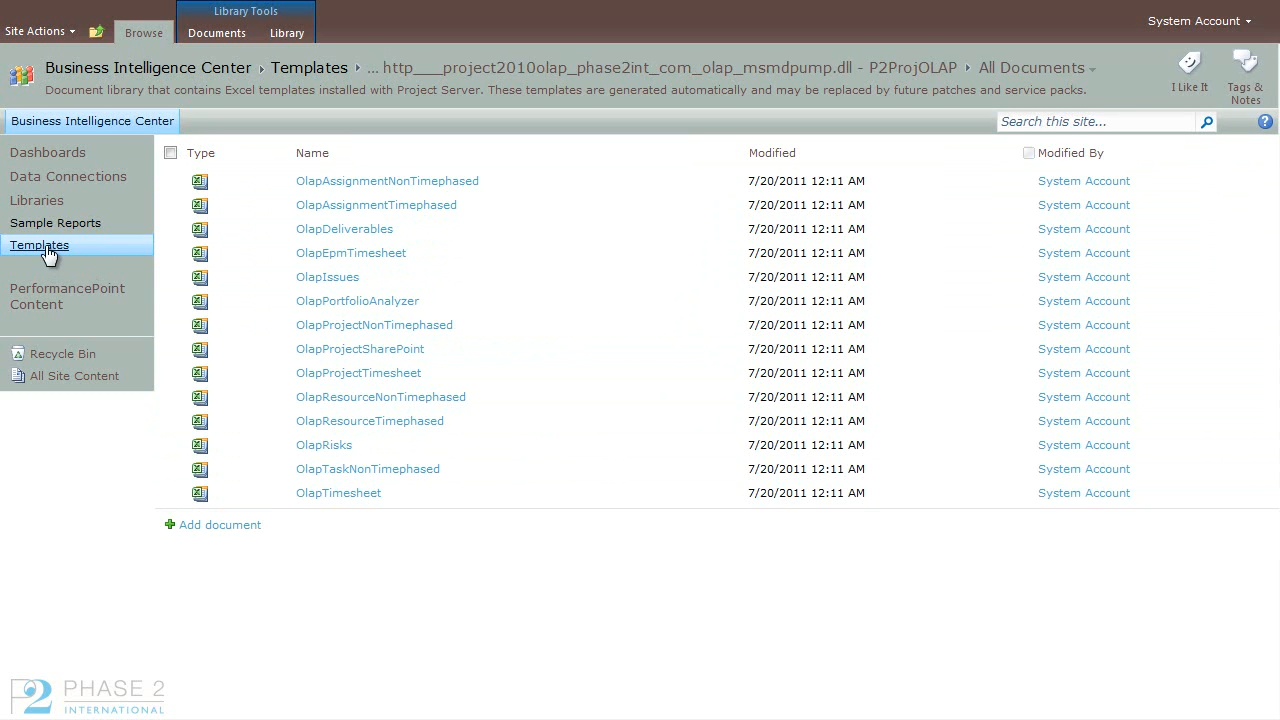 Library Tools
Site Actions Browse Documents Library System Account
Business Intelligence Center Templates ... http____project2010olap_phase2int_com_olap_msmdpump.dll - P2ProjOLAP All Documents
Document library that contains Excel templates installed with Project Server. These templates are generated automatically and may be replaced by future patches and service packs.
I Like It
Tags &
Notes
Business Intelligence Center Search this site...
Dashboards
Data Connections
Libraries
Sample Reports
Templates
PerformancePoint
Content
Recycle Bin
All Site Content
Type Name Modified Modified By
OlapAssignmentNonTimephased 7/20/2011 12:11 AM System Account
OlapAssignmentTimephased 7/20/2011 12:11 AM System Account
OlapDeliverables 7/20/2011 12:11 AM System Account
OlapEpmTimesheet 7/20/2011 12:11 AM System Account
OlapIssues 7/20/2011 12:11 AM System Account
OlapPortfolioAnalyzer 7/20/2011 12:11 AM System Account
OlapProjectNonTimephased 7/20/2011 12:11 AM System Account
OlapProjectSharePoint 7/20/2011 12:11 AM System Account
OlapProjectTimesheet 7/20/2011 12:11 AM System Account
OlapResourceNonTimephased 7/20/2011 12:11 AM System Account
OlapResourceTimephased 7/20/2011 12:11 AM System Account
OlapRisks 7/20/2011 12:11 AM System Account
OlapTaskNonTimephased 7/20/2011 12:11 AM System Account
OlapTimesheet 7/20/2011 12:11 AM System Account
Add document
P2 PHASE 2
INTERNATIONAL